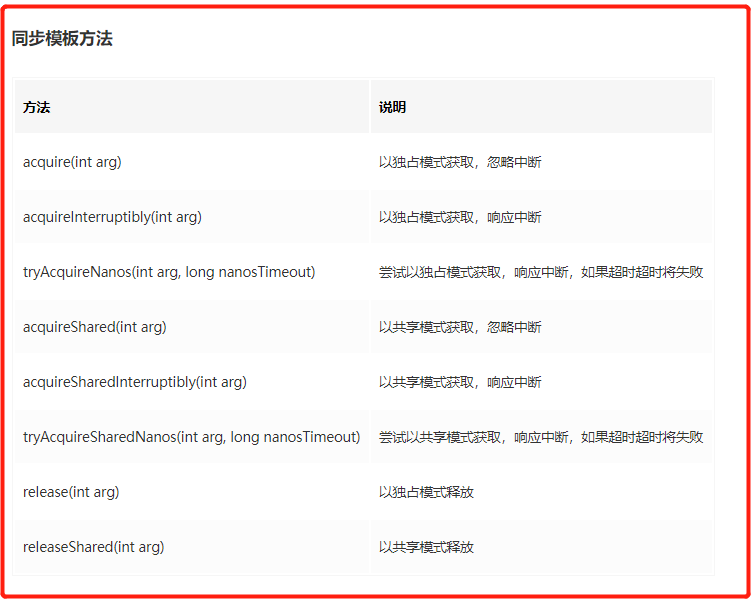 同步模板方法
方法 说明
acquire(int arg) 以独占模式获取，忽略中断
acquireInterruptibly(int arg) 以独占模式获取，响应中断
tryAcquireNanos(int arg, long nanosTimeout) 尝试以独占模式获取，响应中断，如果超时超时将失败
acquireShared(int arg) 以共享模式获取，忽略中断
acquireSharedInterruptibly(int arg) 以共享模式获取，响应中断
tryAcquireSharedNanos(int arg, long nanosTimeout) 尝试以共享模式获取，响应中断，如果超时超时将失败
release(int arg) 以独占模式释放
releaseShared(int arg) 以共享模式释放